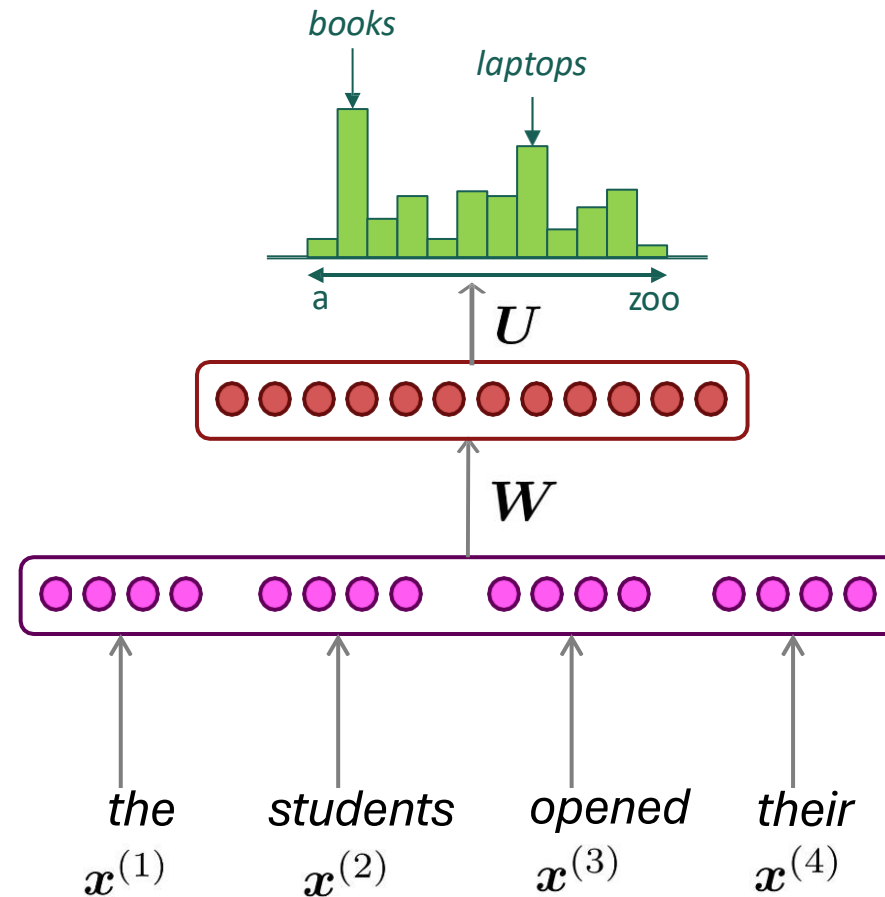 books
laptops
a zoo
U
W
the students opened their
x^(1) x^(2) x^(3) x^(4)